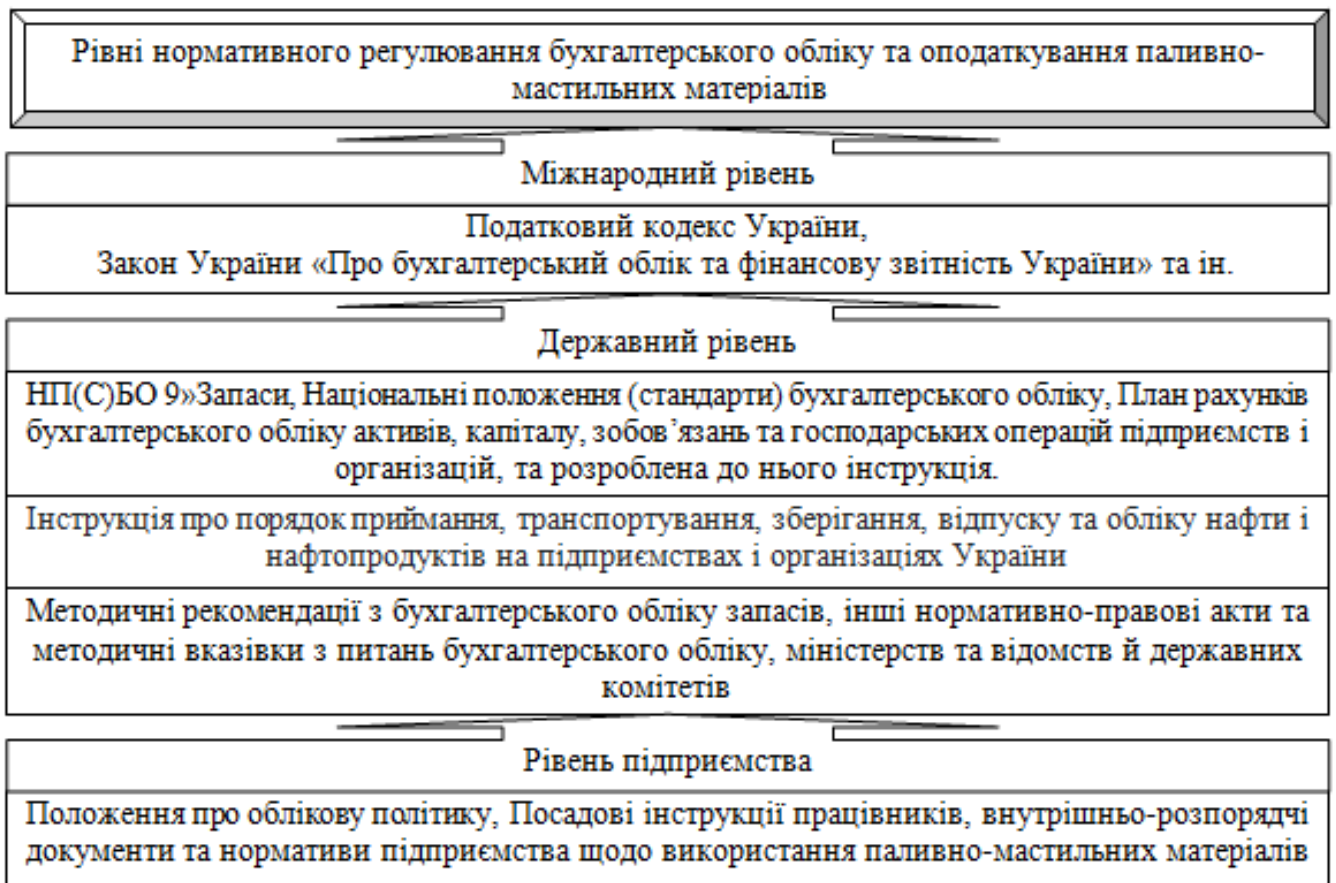 Рівні нормативного регулювання бухгалтерського обліку та оподаткування паливно-
мастильних матеріалів
Міжнародний рівень
Податковий кодекс України,
Закон України «Про бухгалтерський облік та фінансову звітність України» та ін.
Державний рівень
НП(С)БО 9»Запаси, Національні положення (стандарти) бухгалтерського обліку, План рахунків
бухгалтерського обліку активів, капіталу, зобов’язань та господарських операцій підприємств і
організацій, та розроблена до нього інструкція.
Інструкція про порядок приймання, транспортування, зберігання, відпуску та обліку нафти і
нафтопродуктів на підприємствах і організаціях України
Методичні рекомендації з бухгалтерського обліку запасів, інші нормативно-правові акти та
методичні вказівки з питань бухгалтерського обліку, міністерств та відомств й державних
комітетів
Рівень підприємства
Положення про облікову політику, Посадові інструкції працівників, внутрішньо-розпорядчі
документи та нормативи підприємства щодо використання паливно-мастильних матеріалів